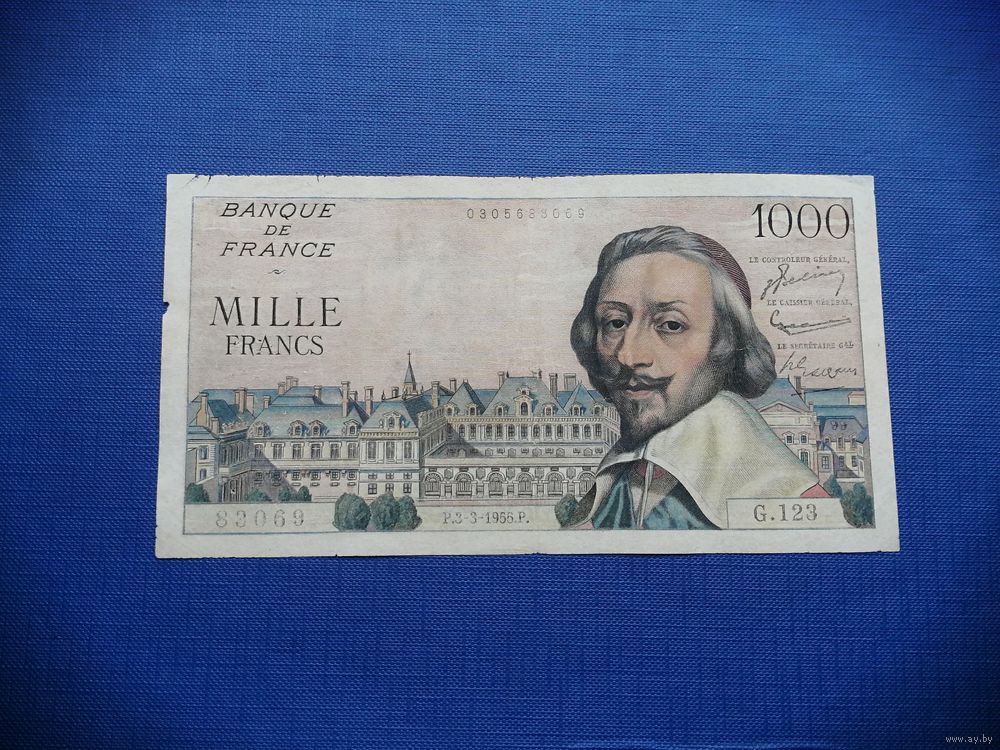 BANQUE
DE
FRANCE
MILLE
FRANCS
0305683069
1000
LE CONTROLEUR GÉNÉRAL,
LE CAISSIER GÉNÉRAL,
LE SECRÉTAIRE GAL
83069
P.3-3-1955.P.
G.123
www.ay.by